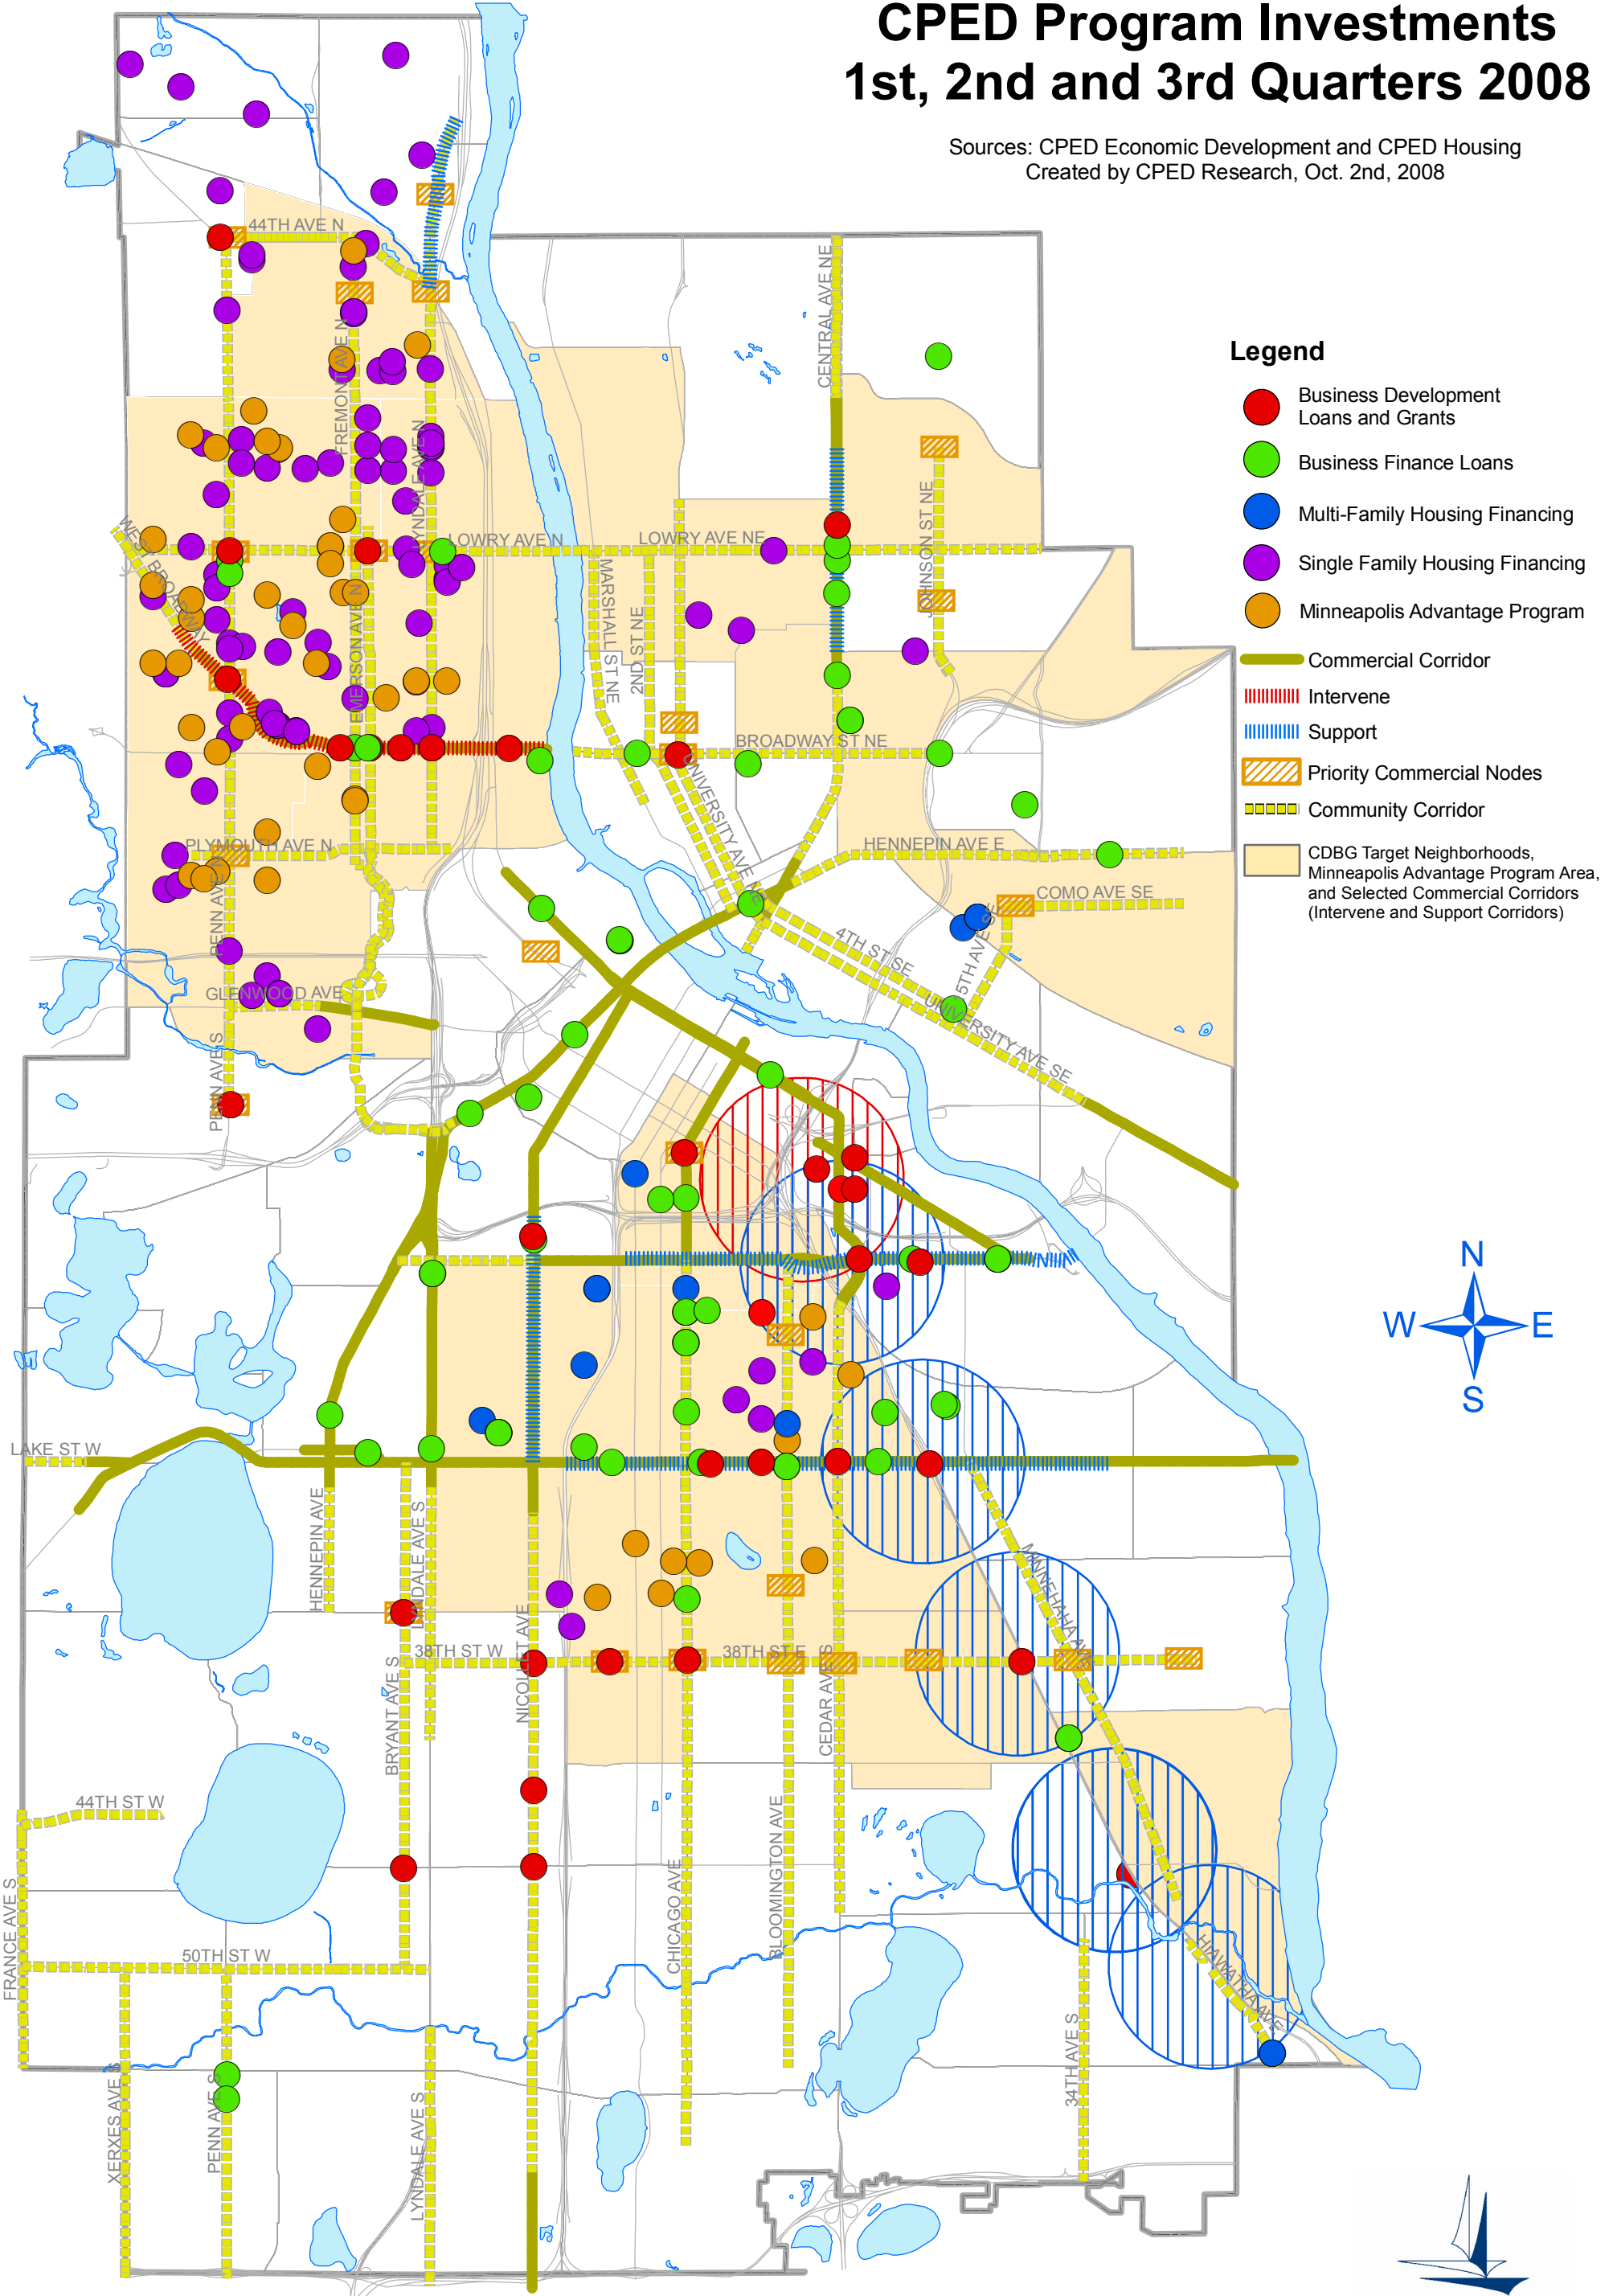 CPED Program Investments
1st, 2nd and 3rd Quarters 2008
Sources: CPED Economic Development and CPED Housing
Created by CPED Research, Oct. 2nd, 2008
Legend
Business Development
Loans and Grants
Business Finance Loans
Multi-Family Housing Financing
Single Family Housing Financing
Minneapolis Advantage Program
Commercial Corridor
Intervene
Support
Priority Commercial Nodes
Community Corridor
CDBG Target Neighborhoods,
Minneapolis Advantage Program Area,
and Selected Commercial Corridors
(Intervene and Support Corridors)
44TH AVE N
CENTRAL AVE NE
FREMONT AVE N
LYNDALE AVE N
WEST BROADWAY
LOWRY AVE N
LOWRY AVE NE
JOHNSON ST NE
MARSHALL ST NE
2ND ST NE
EMERSON AVE N
BROADWAY ST NE
UNIVERSITY AVE NE
PLYMOUTH AVE N
HENNEPIN AVE E
PENN AVE N
COMO AVE SE
4TH ST SE
15TH AVE SE
GLENWOOD AVE
UNIVERSITY AVE SE
PENN AVE S
N
W
E
S
LAKE ST W
HENNEPIN AVE
LYNDALE AVE S
MINNEHAHA AVE
38TH ST W
38TH ST E
NICOLLET AVE
BRYANT AVE S
CEDAR AVE S
44TH ST W
BLOOMINGTON AVE
CHICAGO AVE
FRANCE AVE S
50TH ST W
HIAWATHA AVE
34TH AVE S
XERXES AVE S
PENN AVE S
LYNDALE AVE S